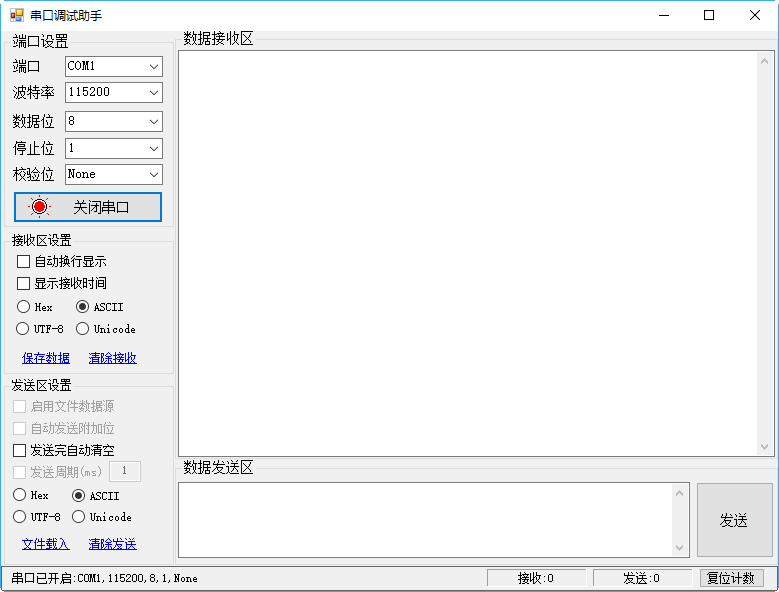 串口调试助手
端口设置
端口 COM1
波特率 115200
数据位 8
停止位 1
校验位 None
关闭串口
接收区设置
自动换行显示
显示接收时间
Hex ASCII
UTF-8 Unicode
保存数据 清除接收
发送区设置
启用文件数据源
自动发送附加位
发送完自动清空
发送周期(ms) 1
Hex ASCII
UTF-8 Unicode
文件载入 清除发送
数据接收区
数据发送区
发送
串口已开启:COM1,115200,8,1,None
接收:0
发送:0
复位计数